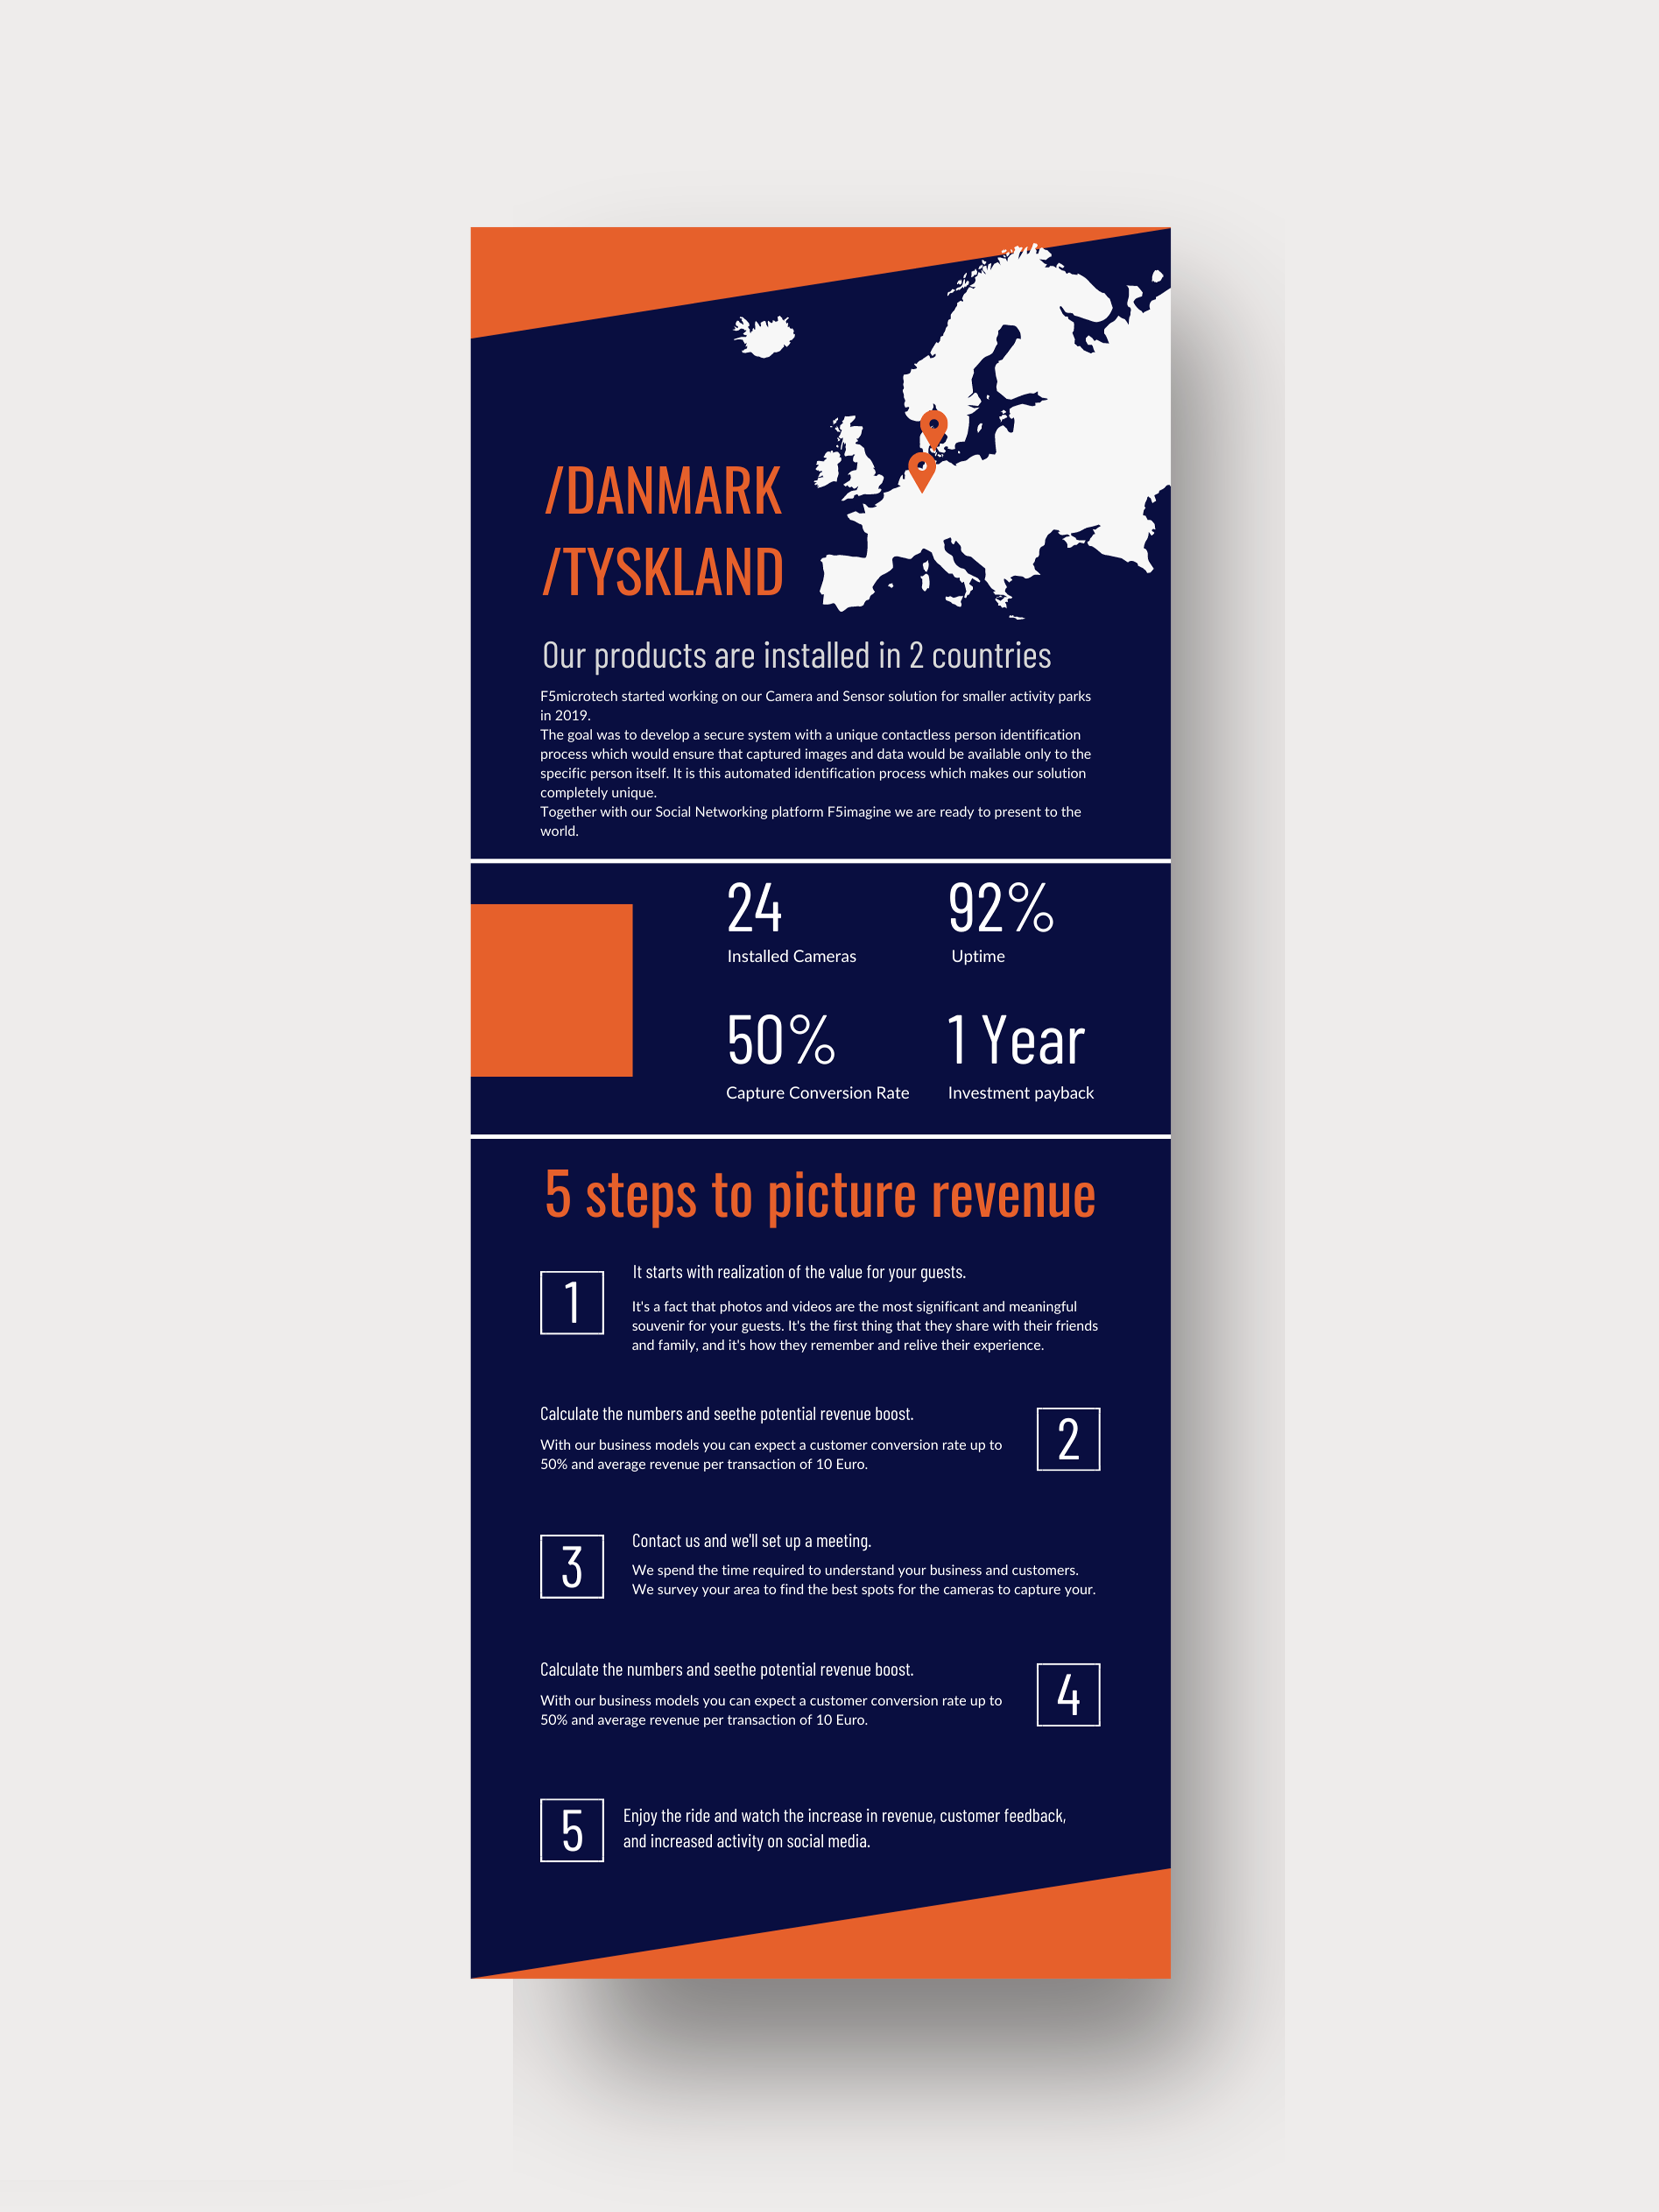 /DANMARK
/TYSKLAND
Our products are installed in 2 countries
F5microtech started working on our Camera and Sensor solution for smaller activity parks
in 2019.
The goal was to develop a secure system with a unique contactless person identification
process which would ensure that captured images and data would be available only to the
specific person itself. It is this automated identification process which makes our solution
completely unique.
Together with our Social Networking platform F5imagine we are ready to present to the
world.
24
Installed Cameras
92%
Uptime
50%
Capture Conversion Rate
1 Year
Investment payback
5 steps to picture revenue
1
It starts with realization of the value for your guests.
It's a fact that photos and videos are the most significant and meaningful
souvenir for your guests. It's the first thing that they share with their friends
and family, and it's how they remember and relive their experience.
Calculate the numbers and seethe potential revenue boost.
With our business models you can expect a customer conversion rate up to
50% and average revenue per transaction of 10 Euro.
2
3
Contact us and we'll set up a meeting.
We spend the time required to understand your business and customers.
We survey your area to find the best spots for the cameras to capture your.
Calculate the numbers and seethe potential revenue boost.
With our business models you can expect a customer conversion rate up to
50% and average revenue per transaction of 10 Euro.
4
5
Enjoy the ride and watch the increase in revenue, customer feedback,
and increased activity on social media.